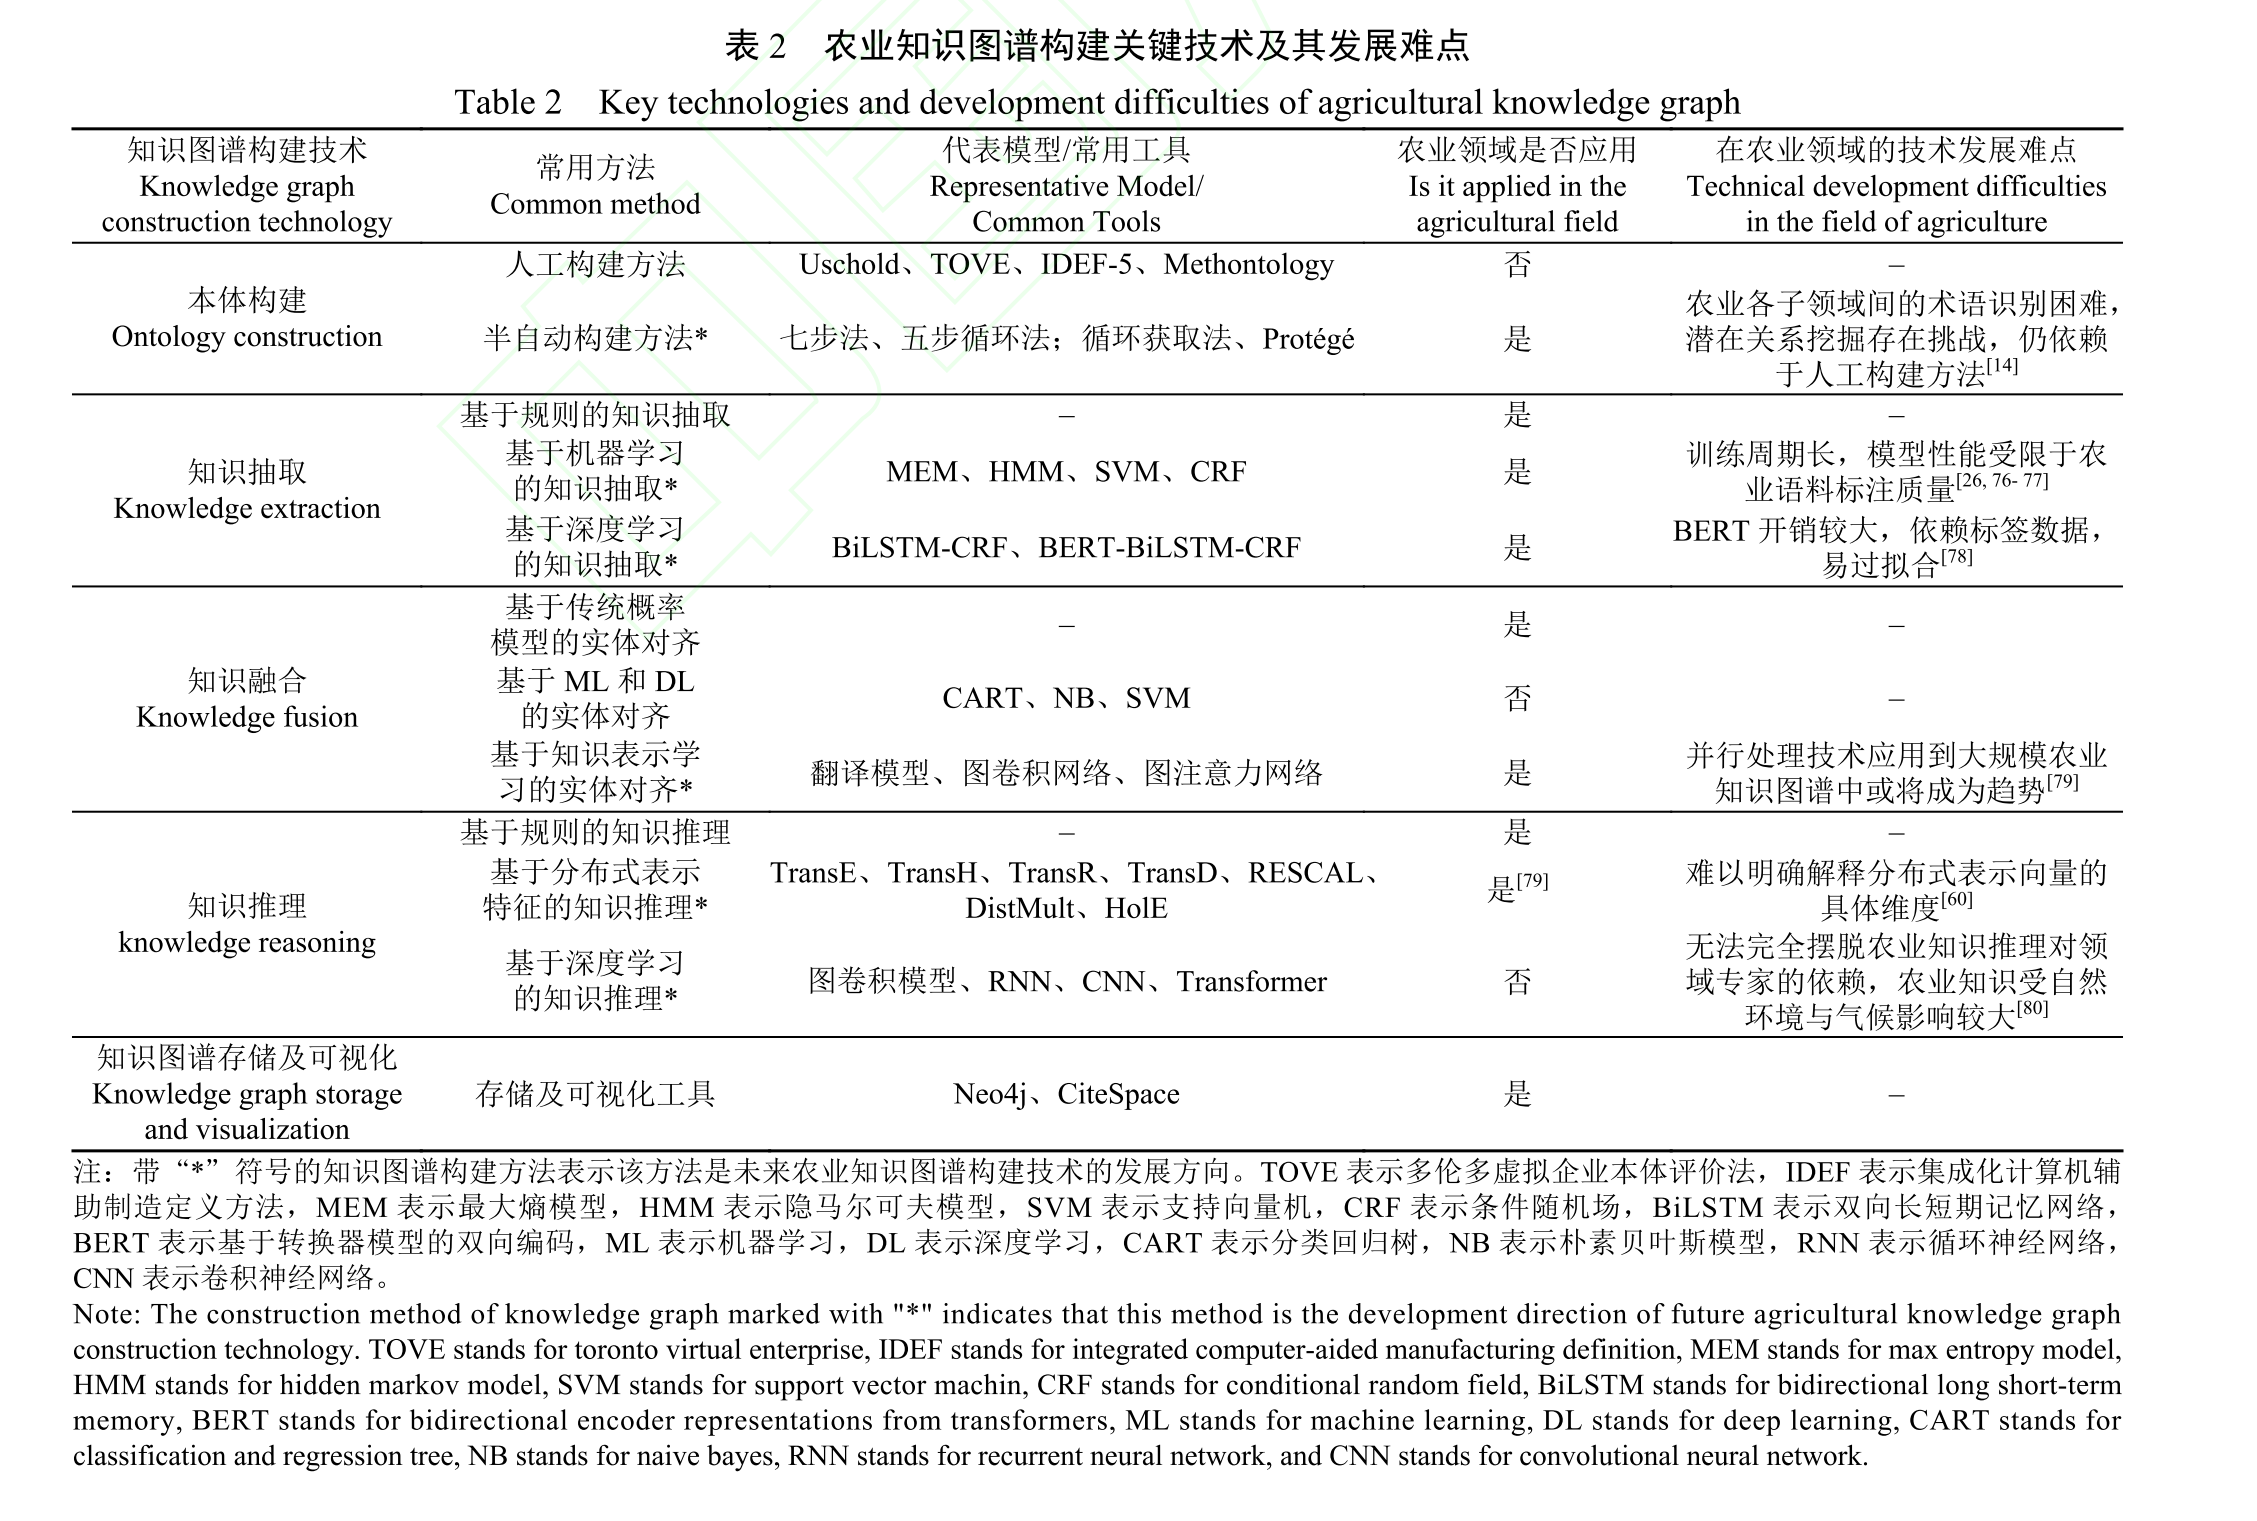 表 2 农业知识图谱构建关键技术及其发展难点
Table 2 Key technologies and development difficulties of agricultural knowledge graph
知识图谱构建技术
Knowledge graph
construction technology
常用方法
Common method
代表模型/常用工具
Representative Model/
Common Tools
农业领域是否应用
Is it applied in the
agricultural field
在农业领域的技术发展难点
Technical development difficulties
in the field of agriculture
本体构建
Ontology construction
人工构建方法
Uschold、TOVE、IDEF-5、Methontology
否
–
半自动构建方法*
七步法、五步循环法；循环获取法、Protégé
是
农业各子领域间的术语识别困难，
潜在关系挖掘存在挑战，仍依赖
于人工构建方法[14]
知识抽取
Knowledge extraction
基于规则的知识抽取
–
是
–
基于机器学习
的知识抽取*
MEM、HMM、SVM、CRF
是
训练周期长，模型性能受限于农
业语料标注质量[26, 76- 77]
基于深度学习
的知识抽取*
BiLSTM-CRF、BERT-BiLSTM-CRF
是
BERT 开销较大，依赖标签数据，
易过拟合[78]
知识融合
Knowledge fusion
基于传统概率
模型的实体对齐
–
是
–
基于 ML 和 DL
的实体对齐
CART、NB、SVM
否
–
基于知识表示学
习的实体对齐*
翻译模型、图卷积网络、图注意力网络
是
并行处理技术应用到大规模农业
知识图谱中或将成为趋势[79]
知识推理
knowledge reasoning
基于规则的知识推理
–
是
–
基于分布式表示
特征的知识推理*
TransE、TransH、TransR、TransD、RESCAL、
DistMult、HolE
是[79]
难以明确解释分布式表示向量的
具体维度[60]
基于深度学习
的知识推理*
图卷积模型、RNN、CNN、Transformer
否
无法完全摆脱农业知识推理对领
域专家的依赖，农业知识受自然
环境与气候影响较大[80]
知识图谱存储及可视化
Knowledge graph storage
and visualization
存储及可视化工具
Neo4j、CiteSpace
是
–
注：带“*”符号的知识图谱构建方法表示该方法是未来农业知识图谱构建技术的发展方向。TOVE 表示多伦多虚拟企业本体评价法，IDEF 表示集成化计算机辅
助制造定义方法，MEM 表示最大熵模型，HMM 表示隐马尔可夫模型，SVM 表示支持向量机，CRF 表示条件随机场，BiLSTM 表示双向长短期记忆网络，
BERT 表示基于转换器模型的双向编码，ML 表示机器学习，DL 表示深度学习，CART 表示分类回归树，NB 表示朴素贝叶斯模型，RNN 表示循环神经网络，
CNN 表示卷积神经网络。
Note: The construction method of knowledge graph marked with "*" indicates that this method is the development direction of future agricultural knowledge graph
construction technology. TOVE stands for toronto virtual enterprise, IDEF stands for integrated computer-aided manufacturing definition, MEM stands for max entropy model,
HMM stands for hidden markov model, SVM stands for support vector machin, CRF stands for conditional random field, BiLSTM stands for bidirectional long short-term
memory, BERT stands for bidirectional encoder representations from transformers, ML stands for machine learning, DL stands for deep learning, CART stands for
classification and regression tree, NB stands for naive bayes, RNN stands for recurrent neural network, and CNN stands for convolutional neural network.